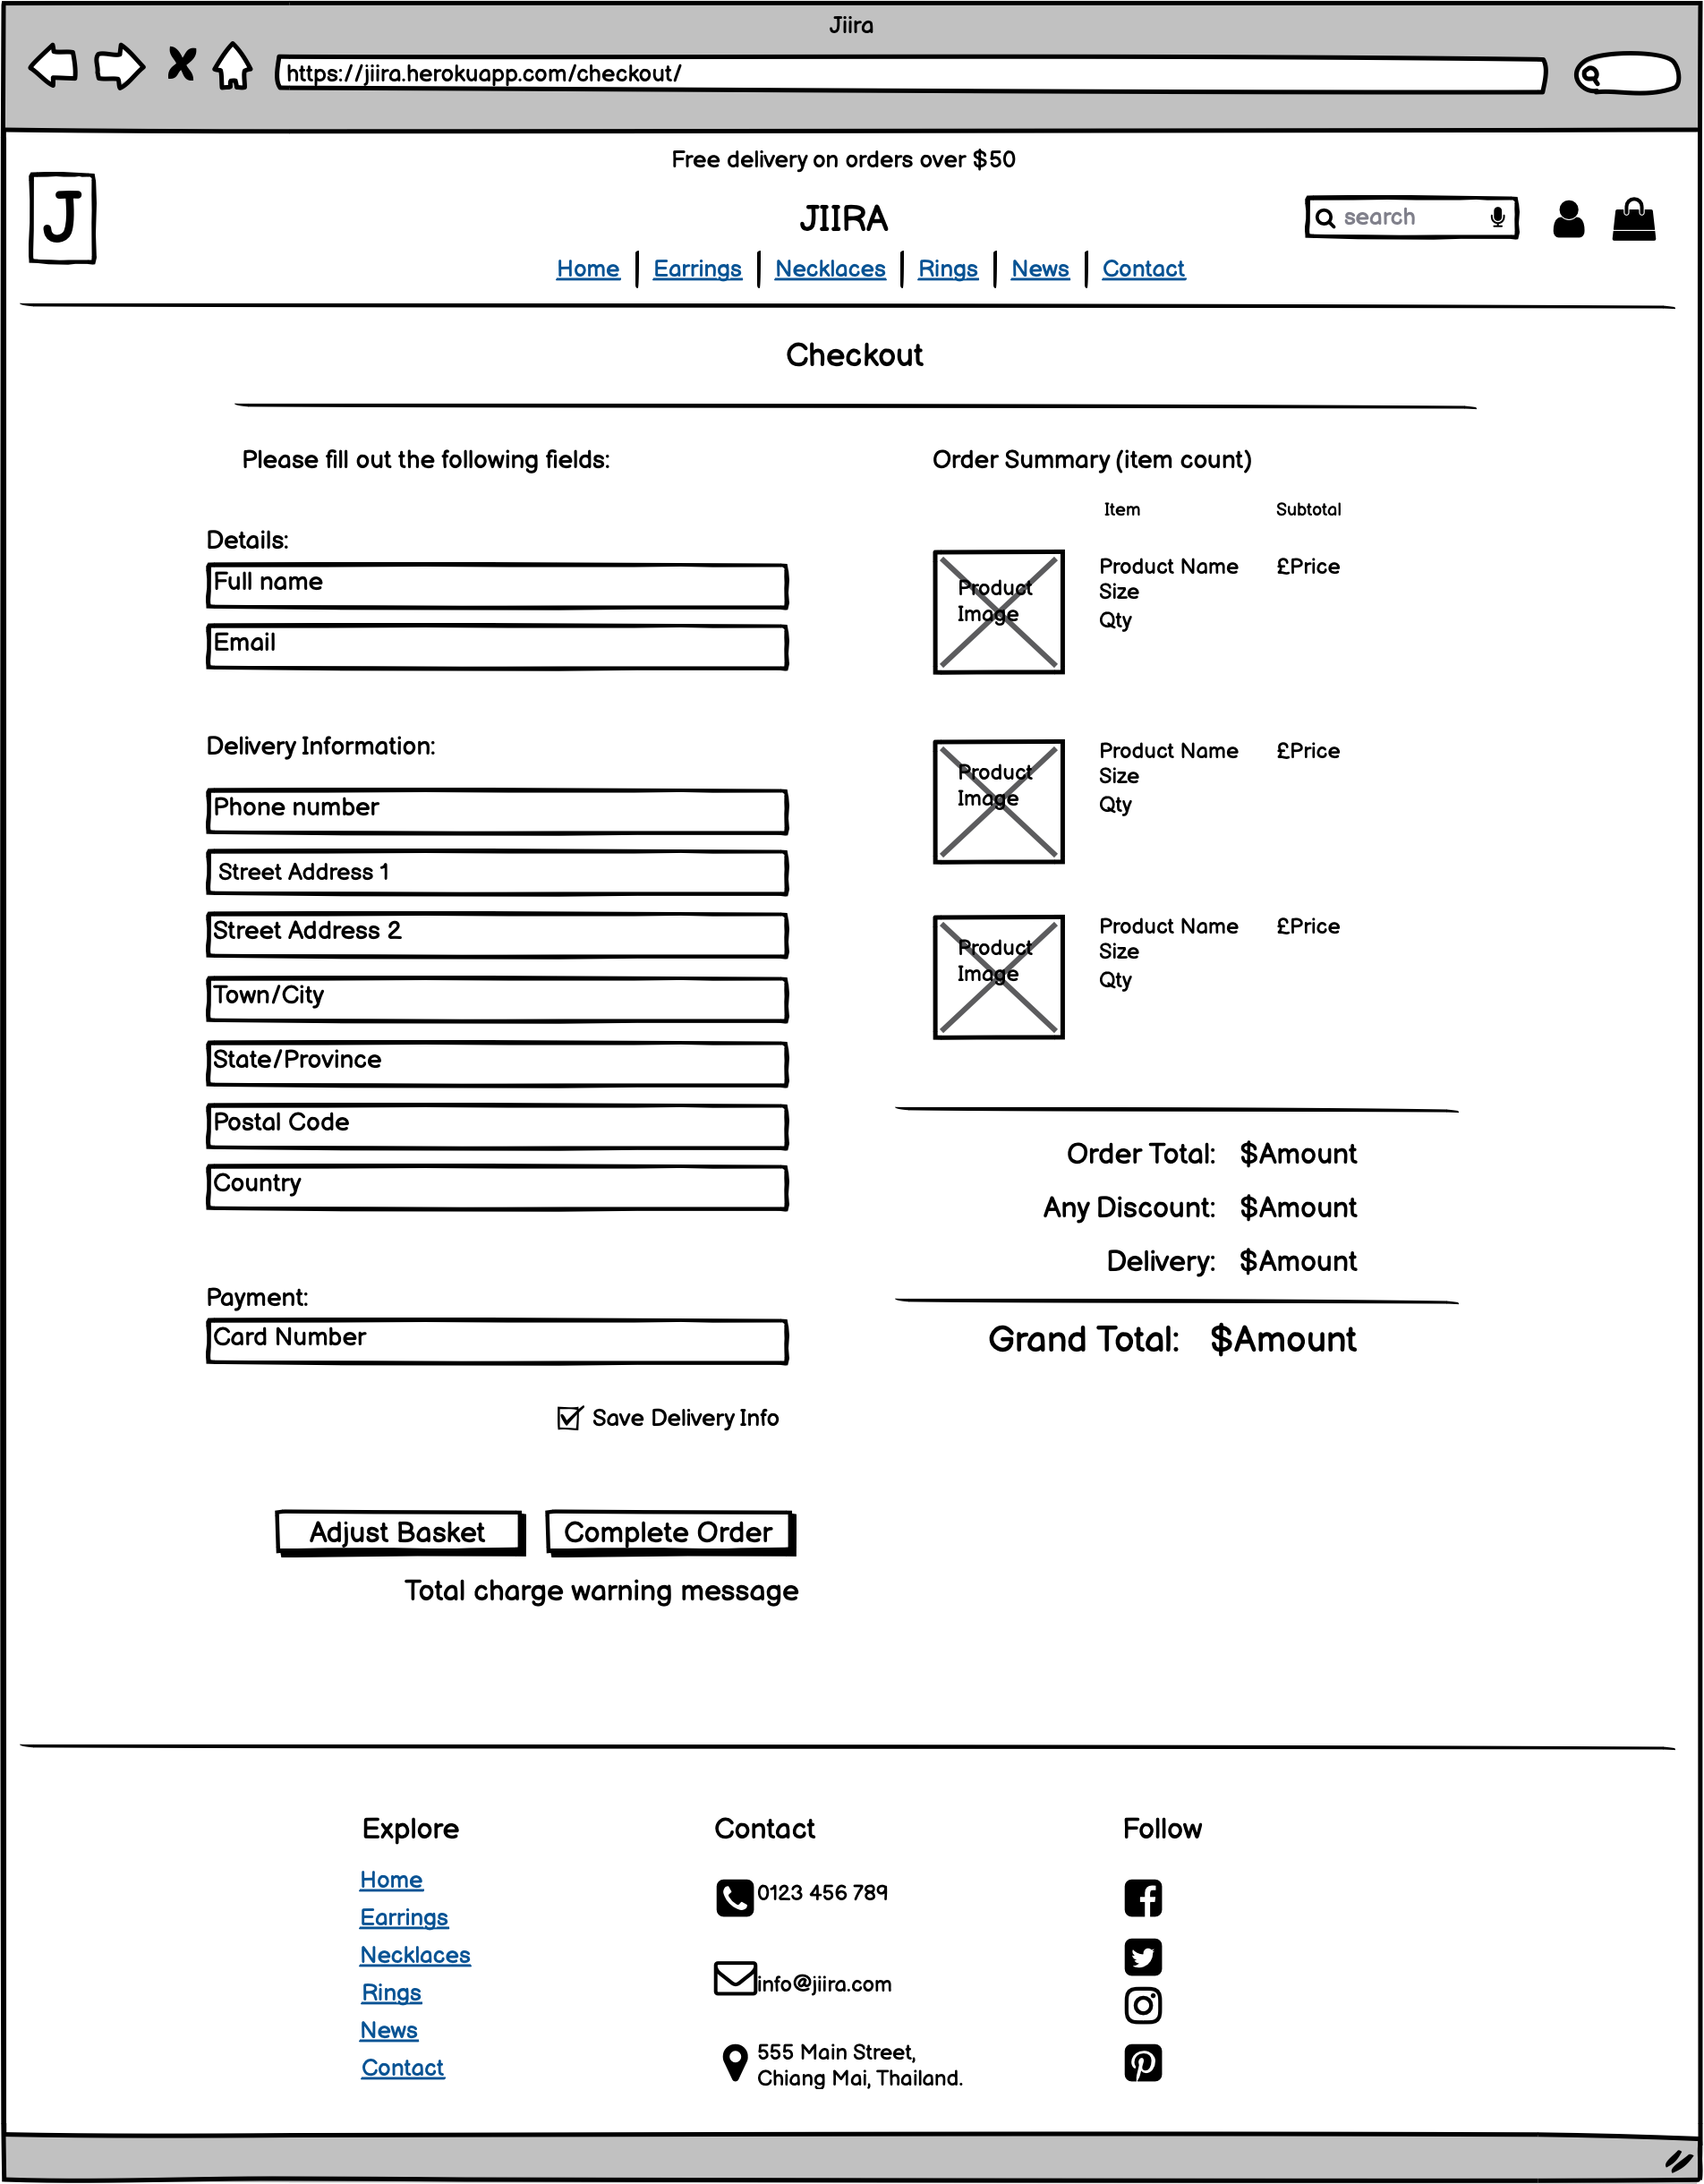 Jiira
https://jiira.herokuapp.com/checkout/
Free delivery on orders over $50
J
JIIRA
search
Home
Earrings
Necklaces
Rings
News
Contact
Checkout
Please fill out the following fields:
Details:
Full name
Email
Delivery Information:
Phone number
Street Address 1
Street Address 2
Town/City
State/Province
Postal Code
Country
Payment:
Card Number
Save Delivery Info
Adjust Basket
Complete Order
Total charge warning message
Order Summary (item count)
Item Subtotal
Product
Image
Product Name £Price
Size
Qty
Product
Image
Product Name £Price
Size
Qty
Product
Image
Product Name £Price
Size
Qty
Order Total: $Amount
Any Discount: $Amount
Delivery: $Amount
Grand Total: $Amount
Explore
Home
Earrings
Necklaces
Rings
News
Contact
Contact
0123 456 789
info@jiira.com
555 Main Street,
Chiang Mai, Thailand.
Follow